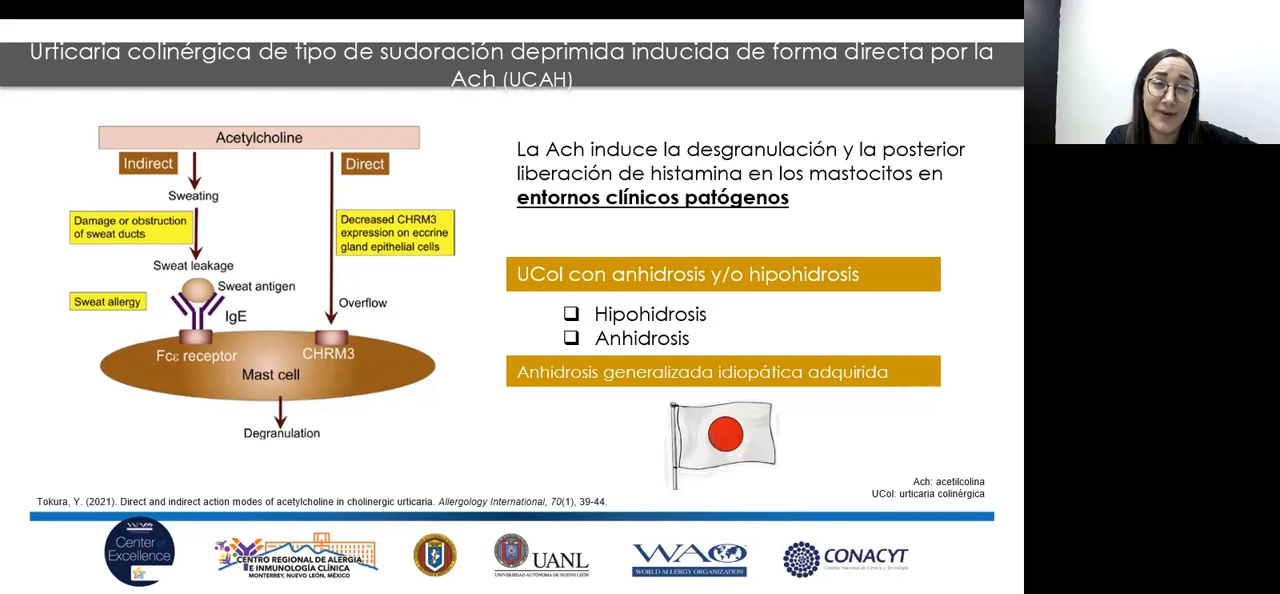 Urticaria colinérgica de tipo de sudoración deprimida inducida de forma directa por la
Ach (UCAH)
Acetylcholine
Indirect
Direct
Sweating
Damage or obstruction
of sweat ducts
Decreased CHRM3
expression on eccrine
gland epithelial cells
Sweat leakage
Sweat antigen
Sweat allergy
IgE
Overflow
Fcε receptor
CHRM3
Mast cell
Degranulation
La Ach induce la desgranulación y la posterior
liberación de histamina en los mastocitos en
entornos clínicos patógenos
UCol con anhidrosis y/o hipohidrosis
Hipohidrosis
Anhidrosis
Anhidrosis generalizada idiopática adquirida
Ach: acetilcolina
UCol: urticaria colinérgica
Tokura, Y. (2021). Direct and indirect action modes of acetylcholine in cholinergic urticaria. Allergology International, 70(1), 39-44.
WAO
Center of
Excellence
CENTRO REGIONAL DE ALERGIA
E INMUNOLOGÍA CLÍNICA
MONTERREY, NUEVO LEÓN, MÉXICO
UANL
UNIVERSIDAD AUTÓNOMA DE NUEVO LEÓN
WAO
WORLD ALLERGY ORGANIZATION
CONACYT
Consejo Nacional de Ciencia y Tecnología